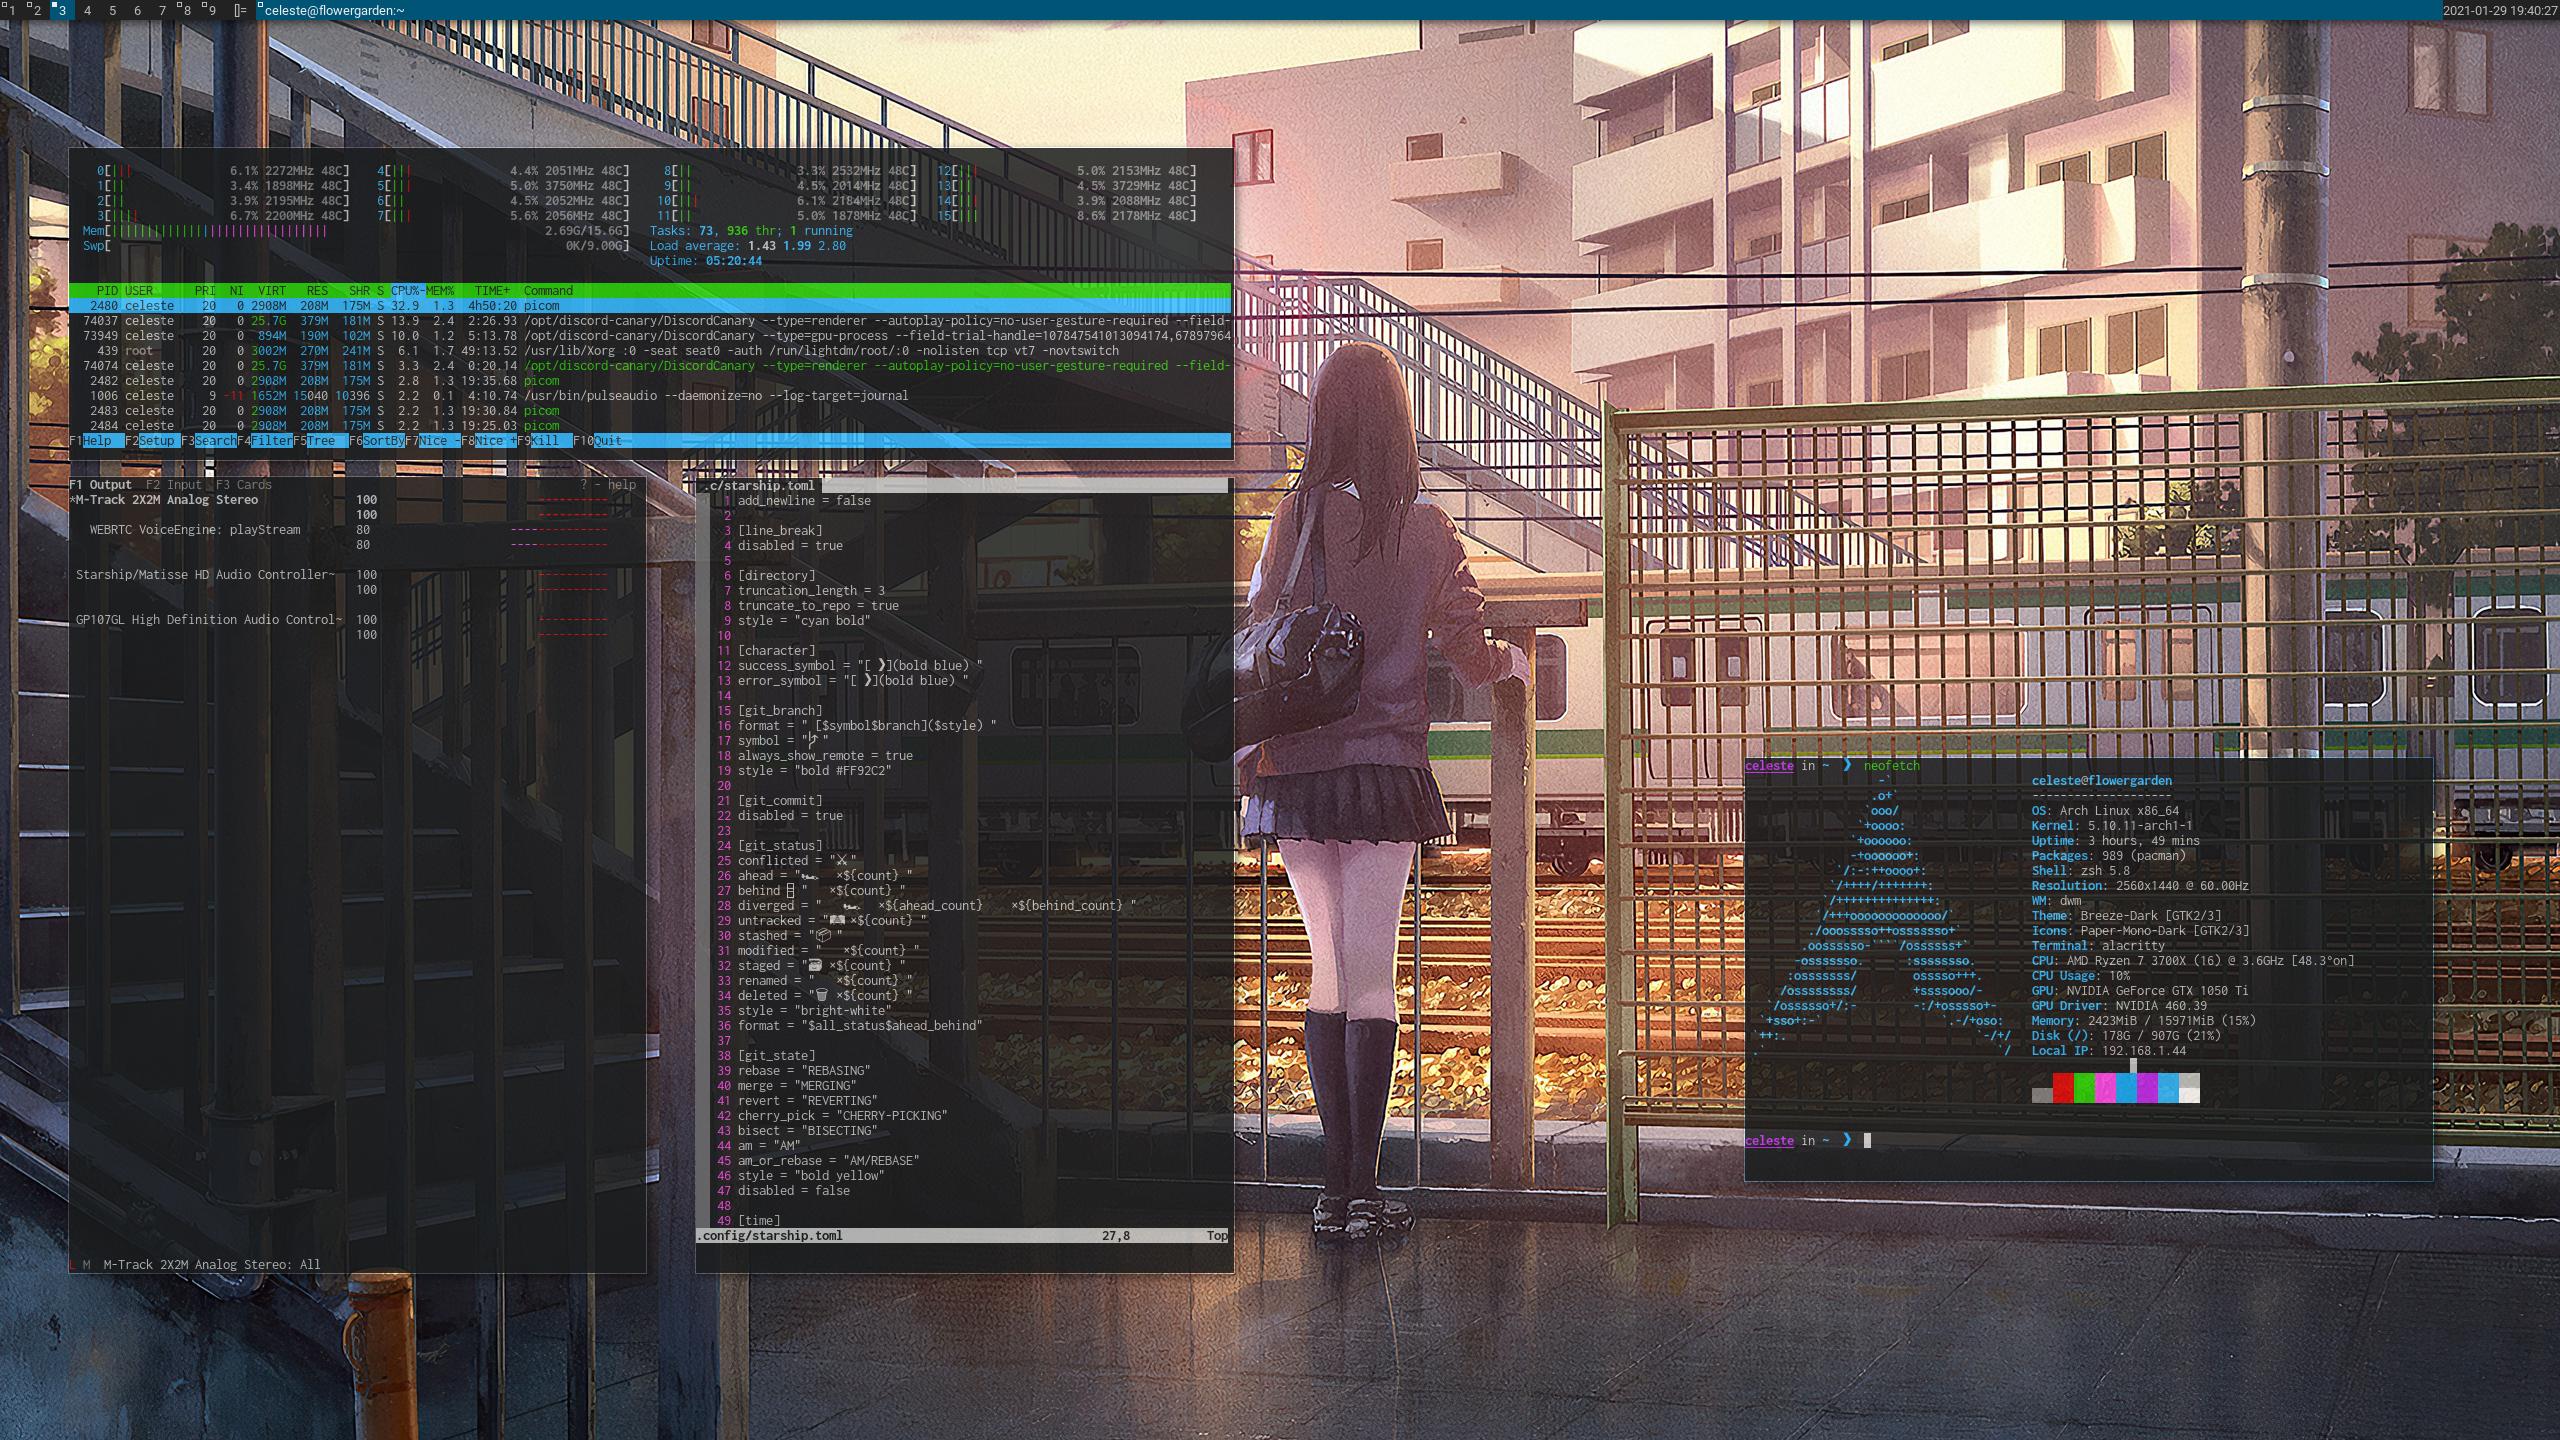 1 2 3 4 5 6 7 8 9 []= celeste@flowergarden:~ 2021-01-29 19:40:27
0[||| 6.1% 2272MHz 48C] 4[||| 4.4% 2051MHz 48C] 8[|| 3.3% 2532MHz 48C] 12[|| 5.0% 2153MHz 48C]
1[|| 3.4% 1898MHz 48C] 5[||| 5.0% 3750MHz 48C] 9[|| 4.5% 2014MHz 48C] 13[|| 4.5% 3729MHz 48C]
2[|| 3.9% 2195MHz 48C] 6[|| 4.5% 2052MHz 48C] 10[||| 6.1% 2184MHz 48C] 14[||| 3.9% 2088MHz 48C]
3[|||| 6.7% 2200MHz 48C] 7[||| 5.6% 2056MHz 48C] 11[|| 5.0% 1878MHz 48C] 15[||| 8.6% 2178MHz 48C]
Mem[||||||||||||||||||||||||||||||| 2.69G/15.6G] Tasks: 73, 936 thr; 1 running
Swp[ 0K/9.00G] Load average: 1.43 1.99 2.80
Uptime: 05:20:44
PID USER PRI NI VIRT RES SHR S CPU%-MEM% TIME+ Command
2480 celeste 20 0 2908M 208M 175M S 32.9 1.3 4h50:20 picom
74037 celeste 20 0 25.7G 379M 181M S 13.9 2.4 2:26.93 /opt/discord-canary/DiscordCanary --type=renderer --autoplay-policy=no-user-gesture-required --field-
73949 celeste 20 0 894M 190M 102M S 10.0 1.2 5:13.78 /opt/discord-canary/DiscordCanary --type=gpu-process --field-trial-handle=107847541013094174,67897964
439 root 20 0 3002M 270M 241M S 6.1 1.7 49:13.52 /usr/lib/Xorg :0 -seat seat0 -auth /run/lightdm/root/:0 -nolisten tcp vt7 -novtswitch
74074 celeste 20 0 25.7G 379M 181M S 3.3 2.4 0:20.14 /opt/discord-canary/DiscordCanary --type=renderer --autoplay-policy=no-user-gesture-required --field-
2482 celeste 20 0 2908M 208M 175M S 2.8 1.3 19:35.68 picom
1006 celeste 9 -11 1652M 15040 10396 S 2.2 0.1 4:10.74 /usr/bin/pulseaudio --daemonize=no --log-target=journal
2483 celeste 20 0 2908M 208M 175M S 2.2 1.3 19:30.84 picom
2484 celeste 20 0 2908M 208M 175M S 2.2 1.3 19:25.03 picom
F1Help F2Setup F3SearchF4FilterF5Tree F6SortByF7Nice -F8Nice +F9Kill F10Quit
F1 Output F2 Input F3 Cards ? - help
*M-Track 2X2M Analog Stereo 100
100
WEBRTC VoiceEngine: playStream 80
80
Starship/Matisse HD Audio Controller~ 100
100
GP107GL High Definition Audio Control~ 100
100
L M M-Track 2X2M Analog Stereo: All
.c/starship.toml
1 add_newline = false
2
3 [line_break]
4 disabled = true
5
6 [directory]
7 truncation_length = 3
8 truncate_to_repo = true
9 style = "cyan bold"
10
11 [character]
12 success_symbol = "[ ❯](bold blue) "
13 error_symbol = "[ ❯](bold blue) "
14
15 [git_branch]
16 format = " [$symbol$branch]($style) "
17 symbol = " "
18 always_show_remote = true
19 style = "bold #FF92C2"
20
21 [git_commit]
22 disabled = true
23
24 [git_status]
25 conflicted = "⚔ "
26 ahead = "🏎 ×${count} "
27 behind = " ×${count} "
28 diverged = " 🏎 ×${ahead_count} ×${behind_count} "
29 untracked = " ×${count} "
30 stashed = "📦 "
31 modified = " ×${count} "
32 staged = "🗃 ×${count} "
33 renamed = " ×${count} "
34 deleted = "🗑 ×${count} "
35 style = "bright-white"
36 format = "$all_status$ahead_behind"
37
38 [git_state]
39 rebase = "REBASING"
40 merge = "MERGING"
41 revert = "REVERTING"
42 cherry_pick = "CHERRY-PICKING"
43 bisect = "BISECTING"
44 am = "AM"
45 am_or_rebase = "AM/REBASE"
46 style = "bold yellow"
47 disabled = false
48
49 [time]
.config/starship.toml 27,8 Top
celeste in ~ ❯ neofetch
celeste@flowergarden
--------------------
OS: Arch Linux x86_64
Kernel: 5.10.11-arch1-1
Uptime: 3 hours, 49 mins
Packages: 989 (pacman)
Shell: zsh 5.8
Resolution: 2560x1440 @ 60.00Hz
WM: dwm
Theme: Breeze-Dark [GTK2/3]
Icons: Paper-Mono-Dark [GTK2/3]
Terminal: alacritty
CPU: AMD Ryzen 7 3700X (16) @ 3.6GHz [48.3°on]
CPU Usage: 10%
GPU: NVIDIA GeForce GTX 1050 Ti
GPU Driver: NVIDIA 460.39
Memory: 2423MiB / 15971MiB (15%)
Disk (/): 178G / 907G (21%)
Local IP: 192.168.1.44
celeste in ~ ❯